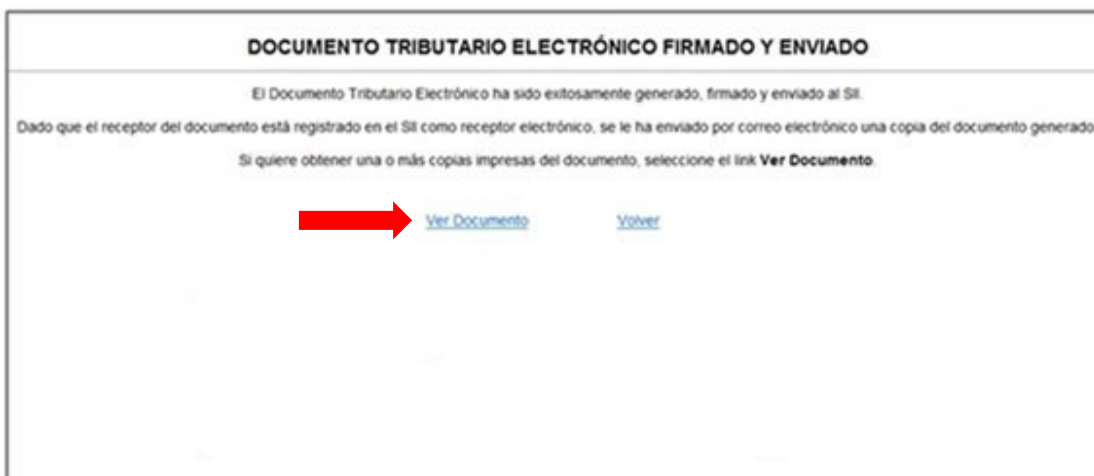 DOCUMENTO TRIBUTARIO ELECTRÓNICO FIRMADO Y ENVIADO
El Documento Tributario Electrónico ha sido exitosamente generado, firmado y enviado al SII.
Dado que el receptor del documento está registrado en el SII como receptor electrónico, se le ha enviado por correo electrónico una copia del documento generado
Si quiere obtener una o más copias impresas del documento, seleccione el link Ver Documento.
Ver Documento Volver